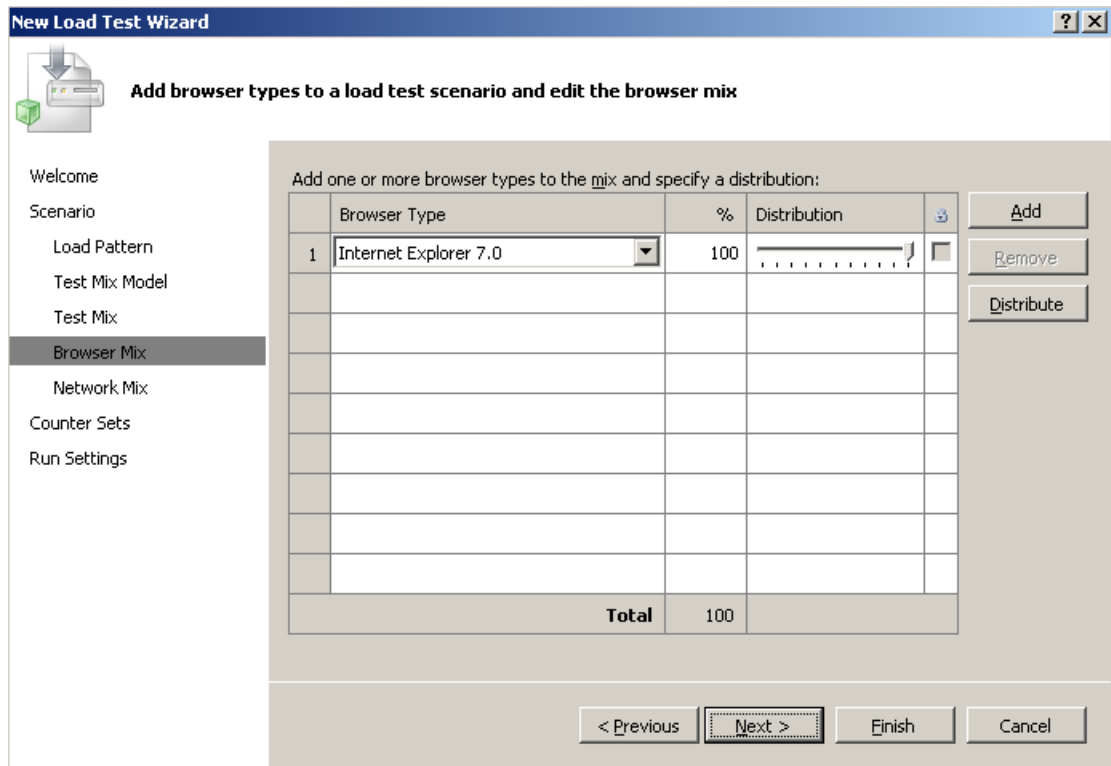 New Load Test Wizard
Add browser types to a load test scenario and edit the browser mix
Welcome
Scenario
Load Pattern
Test Mix Model
Test Mix
Browser Mix
Network Mix
Counter Sets
Run Settings
Add one or more browser types to the mix and specify a distribution:
Browser Type % Distribution
1 Internet Explorer 7.0 100
Total 100
Add
Remove
Distribute
< Previous Next > Finish Cancel